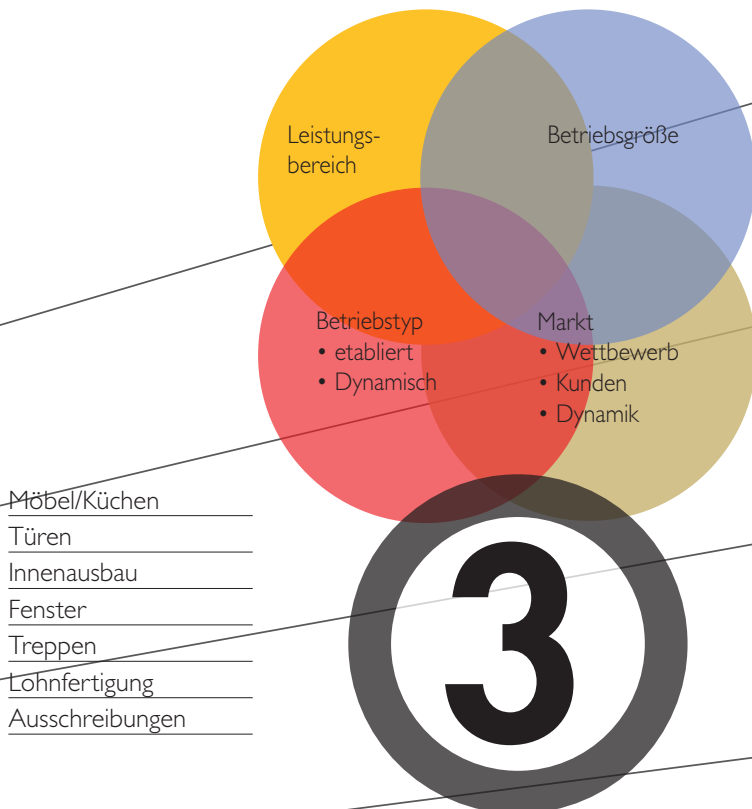 Leistungs-
bereich
Betriebsgröße
Betriebstyp
• etabliert
• Dynamisch
Markt
• Wettbewerb
• Kunden
• Dynamik
Möbel/Küchen
Türen
Innenausbau
Fenster
Treppen
Lohnfertigung
Ausschreibungen
3